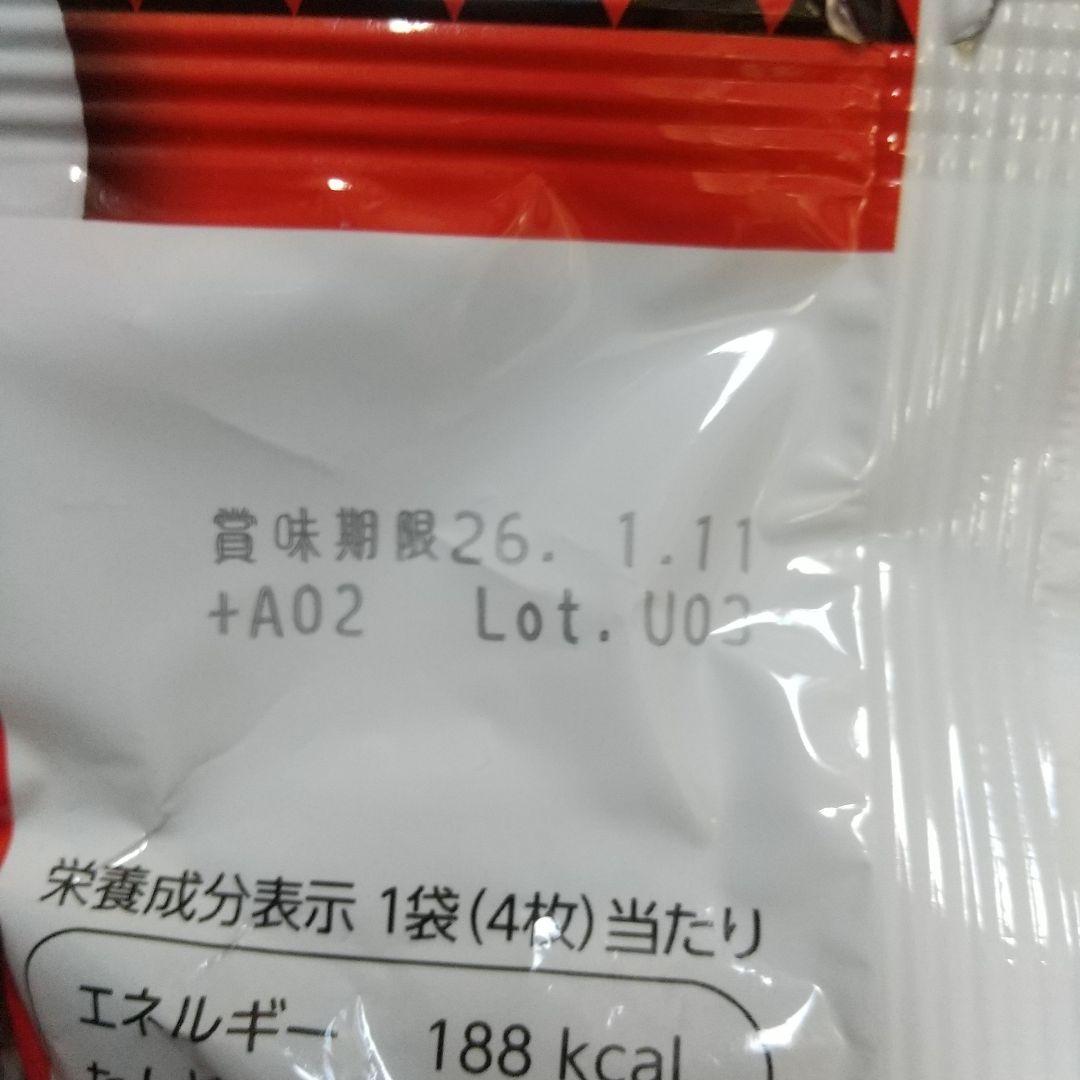 賞味期限26. 1.11
+A02 Lot. U03
栄養成分表示 1袋(4枚)当たり
エネルギー 188 kcal